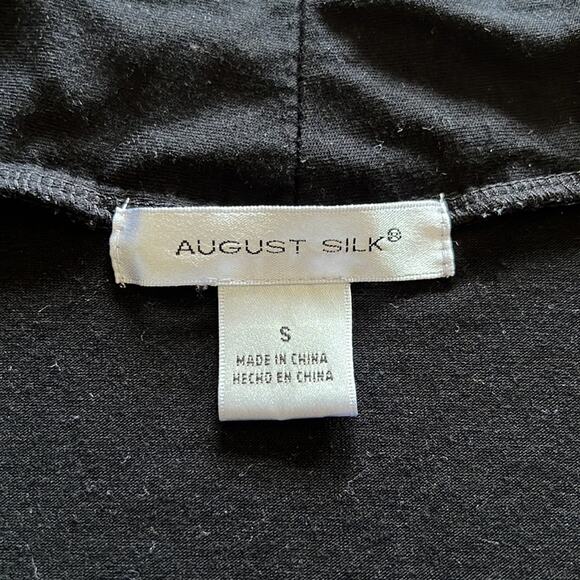 AUGUST SILK®
S
MADE IN CHINA
HECHO EN CHINA